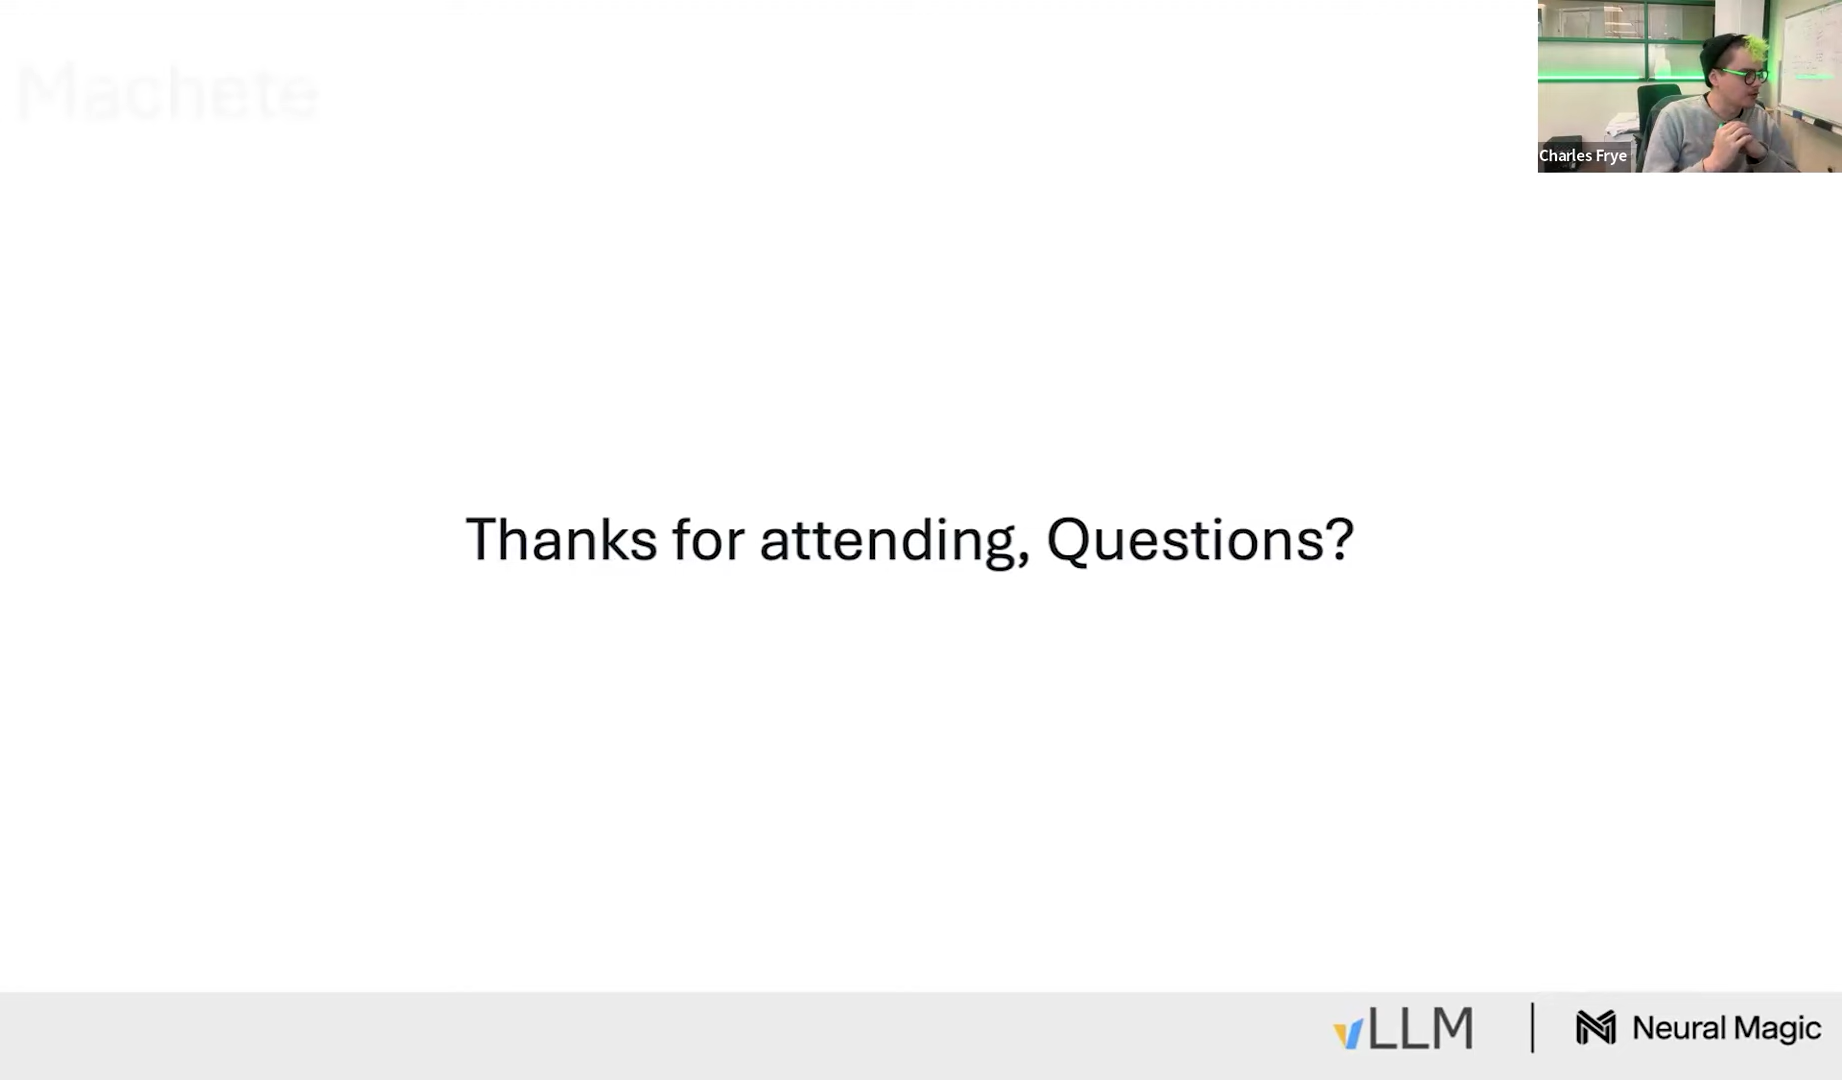 Machete
Charles Frye
Thanks for attending, Questions?
vLLM
Neural Magic